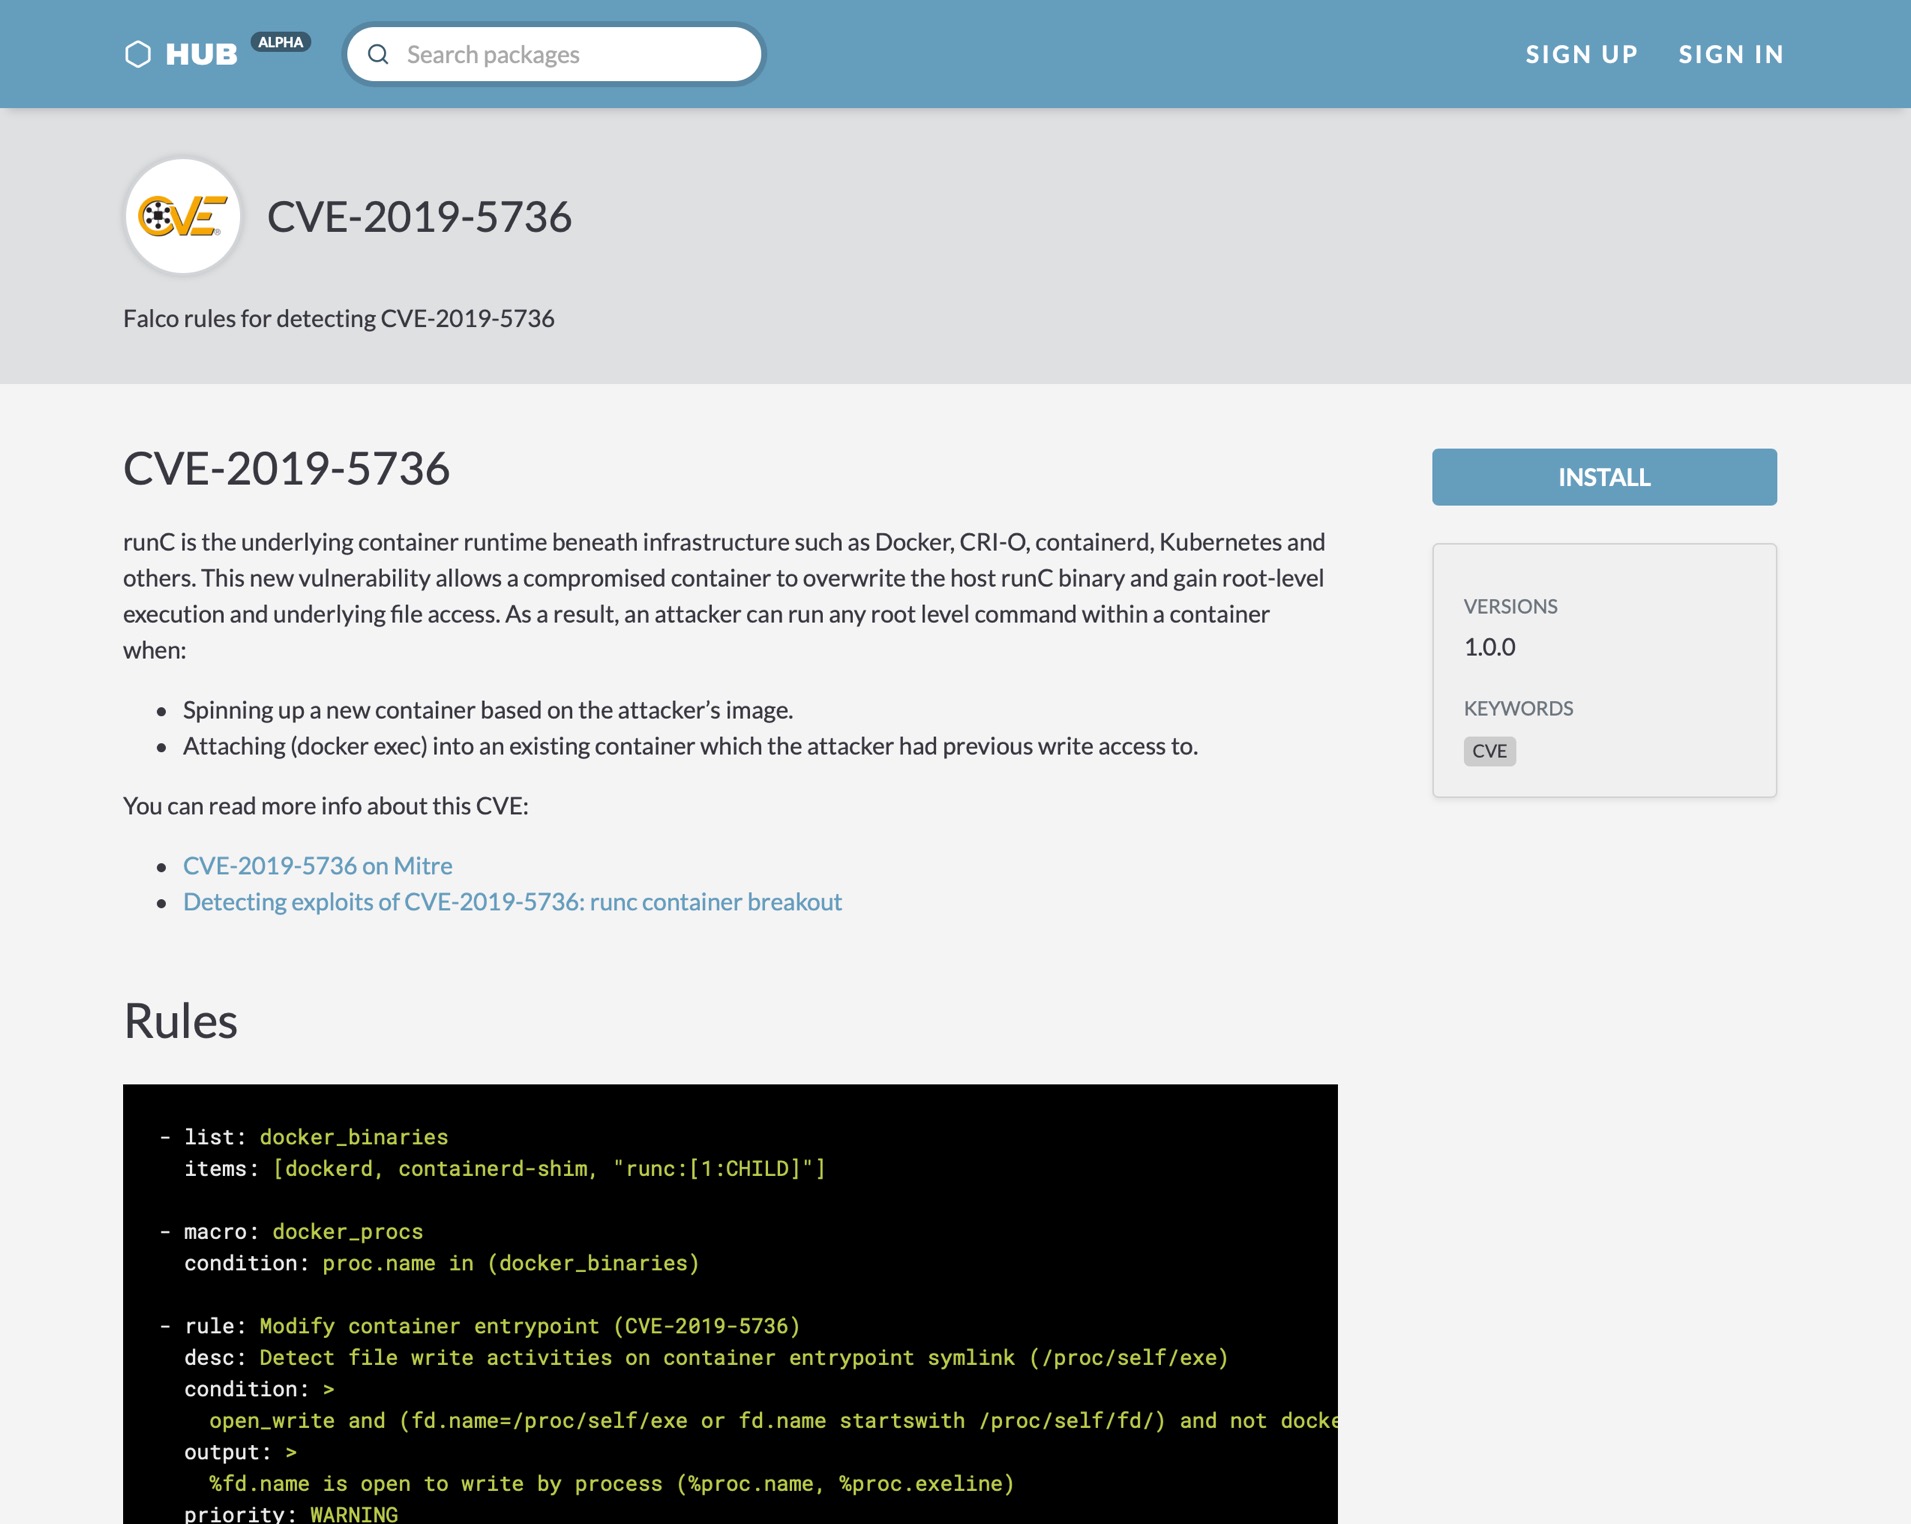 HUB ALPHA Search packages SIGN UP SIGN IN
CVE®
CVE-2019-5736
Falco rules for detecting CVE-2019-5736
CVE-2019-5736
INSTALL
runC is the underlying container runtime beneath infrastructure such as Docker, CRI-O, containerd, Kubernetes and
others. This new vulnerability allows a compromised container to overwrite the host runC binary and gain root-level
execution and underlying file access. As a result, an attacker can run any root level command within a container
when:
• Spinning up a new container based on the attacker’s image.
• Attaching (docker exec) into an existing container which the attacker had previous write access to.
You can read more info about this CVE:
• CVE-2019-5736 on Mitre
• Detecting exploits of CVE-2019-5736: runc container breakout
VERSIONS
1.0.0
KEYWORDS
CVE
Rules
- list: docker_binaries
items: [dockerd, containerd-shim, "runc:[1:CHILD]"]
- macro: docker_procs
condition: proc.name in (docker_binaries)
- rule: Modify container entrypoint (CVE-2019-5736)
desc: Detect file write activities on container entrypoint symlink (/proc/self/exe)
condition: >
open_write and (fd.name=/proc/self/exe or fd.name startswith /proc/self/fd/) and not docke
output: >
%fd.name is open to write by process (%proc.name, %proc.exeline)
priority: WARNING